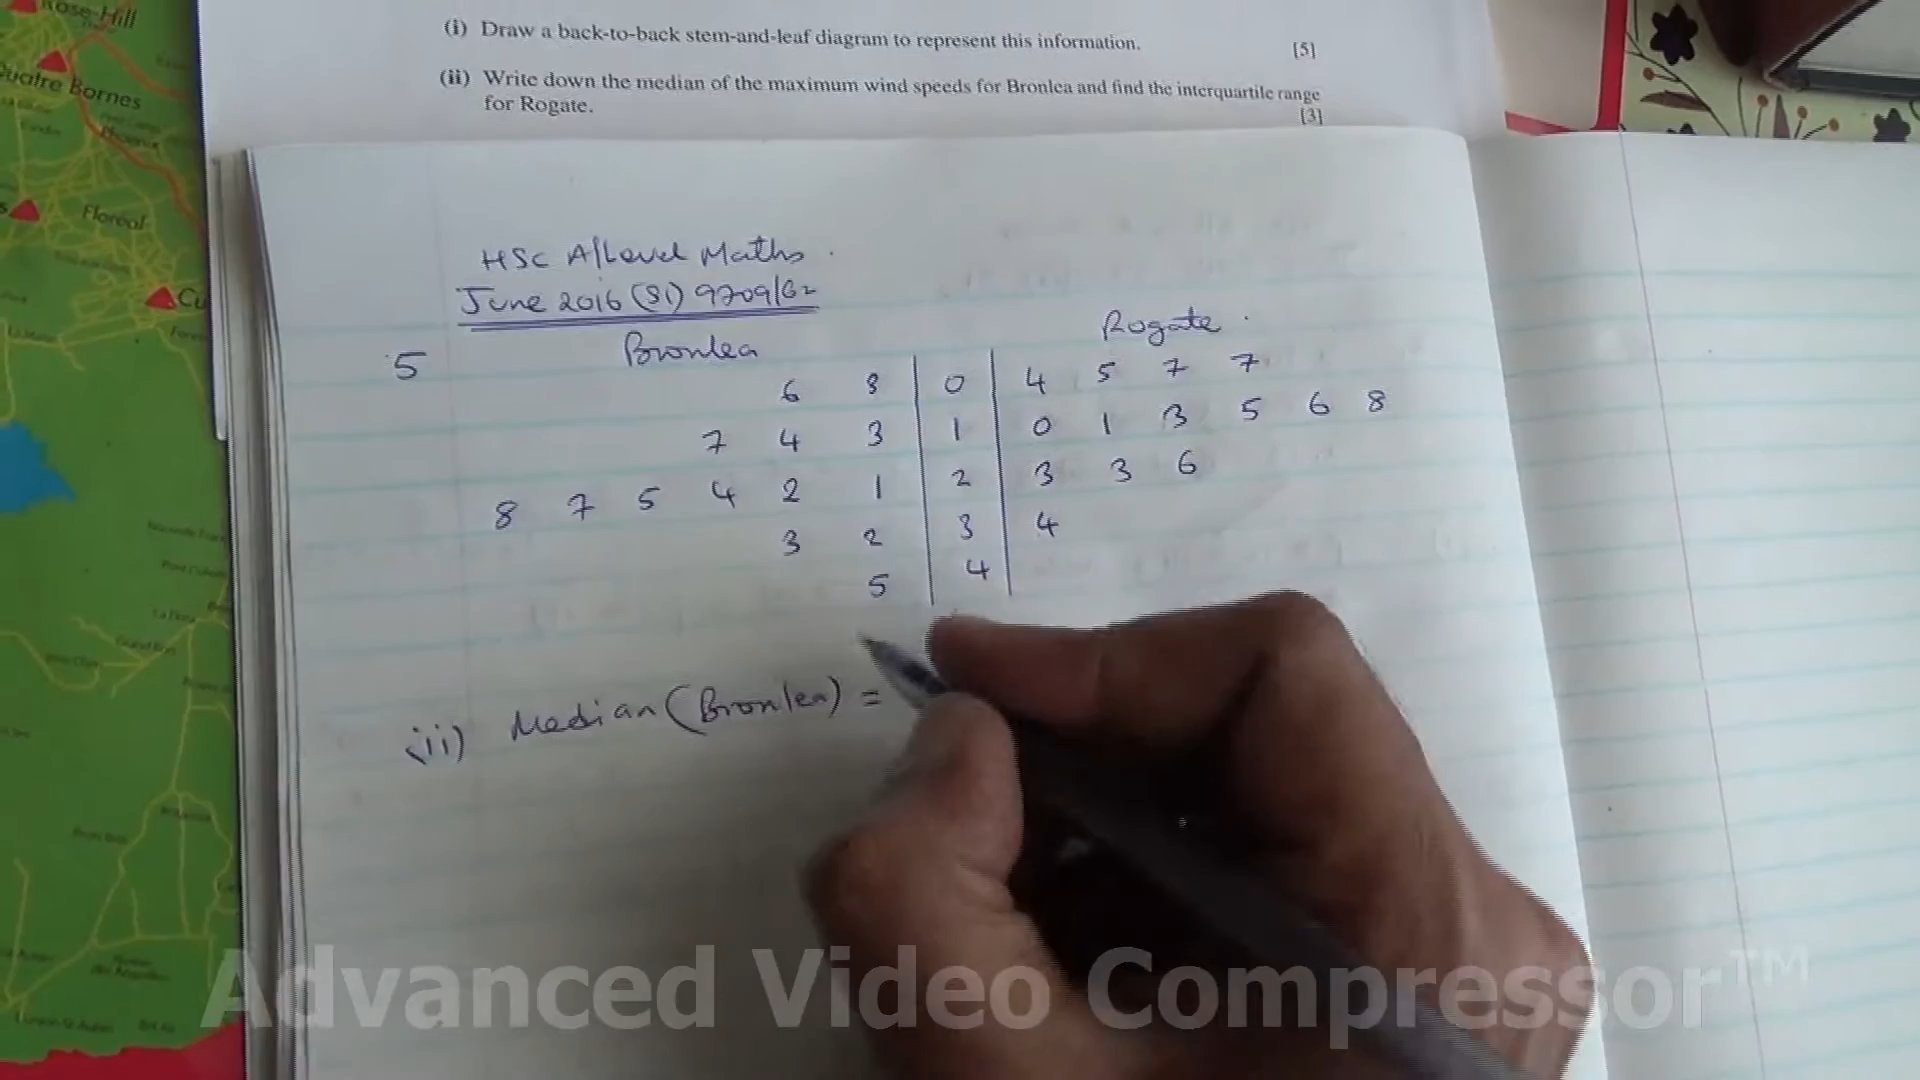 Rose-Hill
Quatre Bornes
Phoenix
Floreal
Cu
(i) Draw a back-to-back stem-and-leaf diagram to represent this information. [5]
(ii) Write down the median of the maximum wind speeds for Bronlea and find the interquartile range
for Rogate. [3]
HSC A/Level Maths
June 2016 (S1) 9709/62
5 Bronlea Rogate
6 8 0 4 5 7 7
7 4 3 1 0 1 3 5 6 8
8 7 5 4 2 1 2 3 3 6
3 2 3 4
5 4
(ii) Median (Bronlea) =
Advanced Video Compressor™